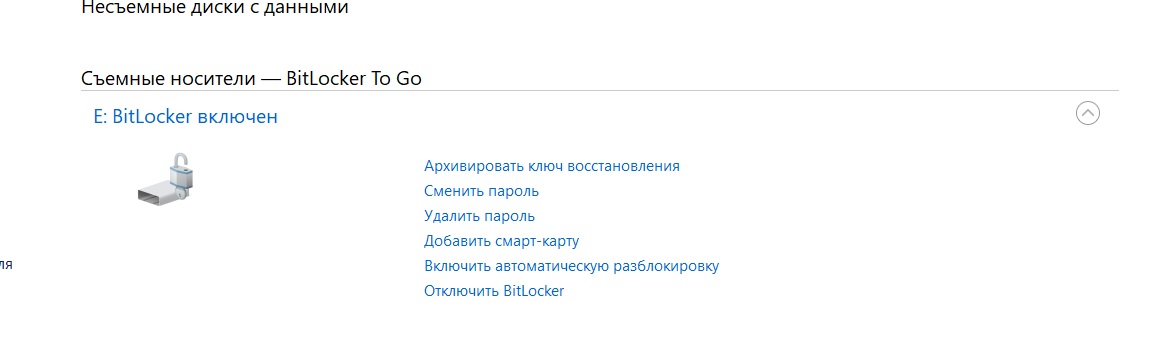 Несъемные диски с данными
Съемные носители — BitLocker To Go
E: BitLocker включен
Архивировать ключ восстановления
Сменить пароль
Удалить пароль
Добавить смарт-карту
Включить автоматическую разблокировку
ля
Отключить BitLocker